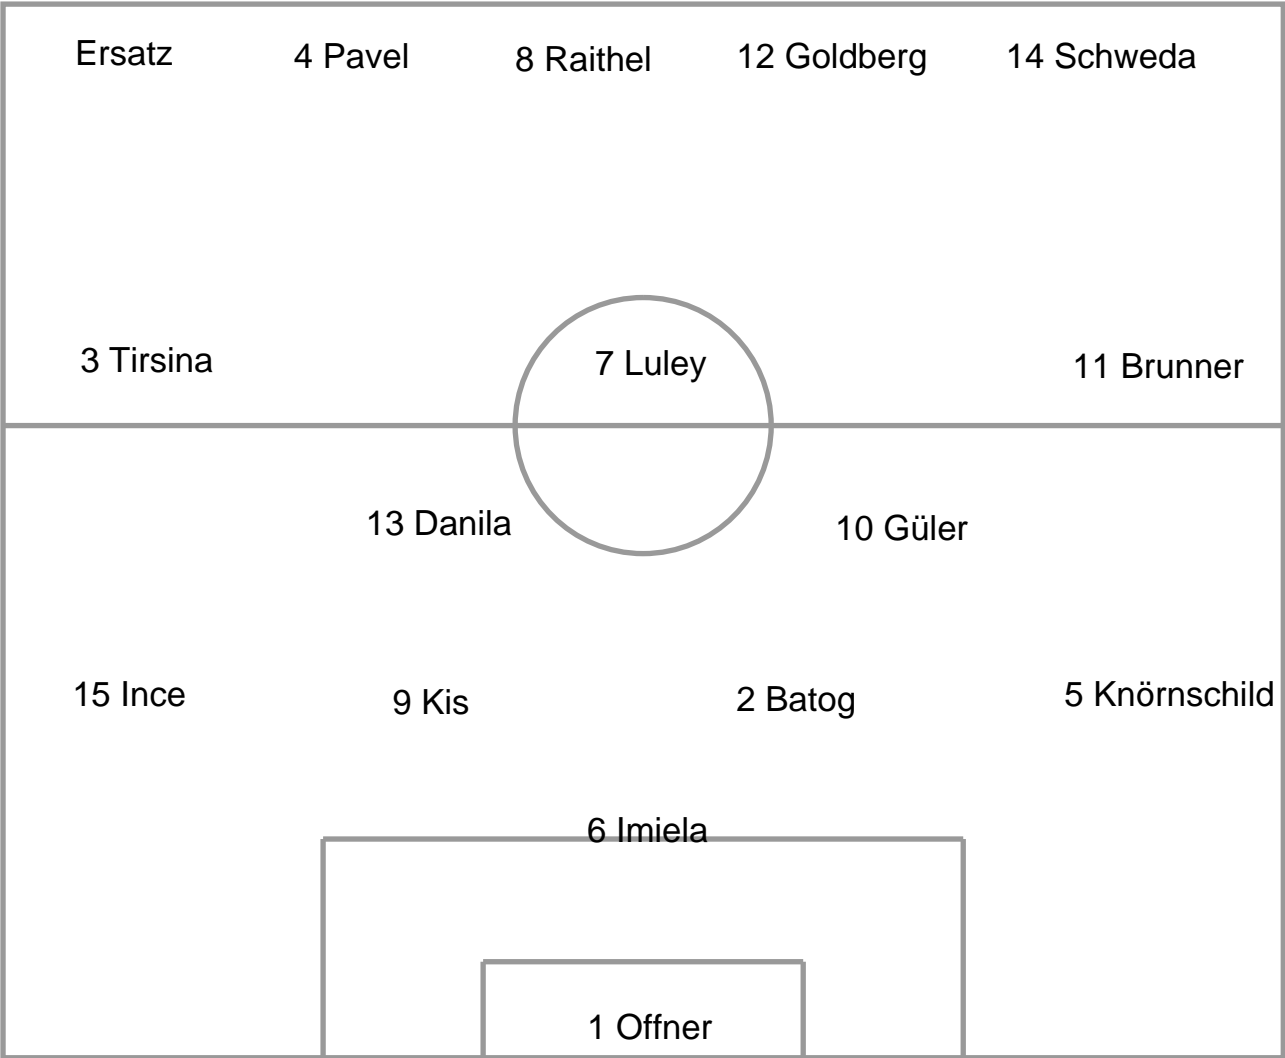 Ersatz 4 Pavel 8 Raithel 12 Goldberg 14 Schweda
3 Tirsina 7 Luley 11 Brunner
13 Danila 10 Güler
15 Ince 9 Kis 2 Batog 5 Knörnschild
6 Imiela
1 Offner